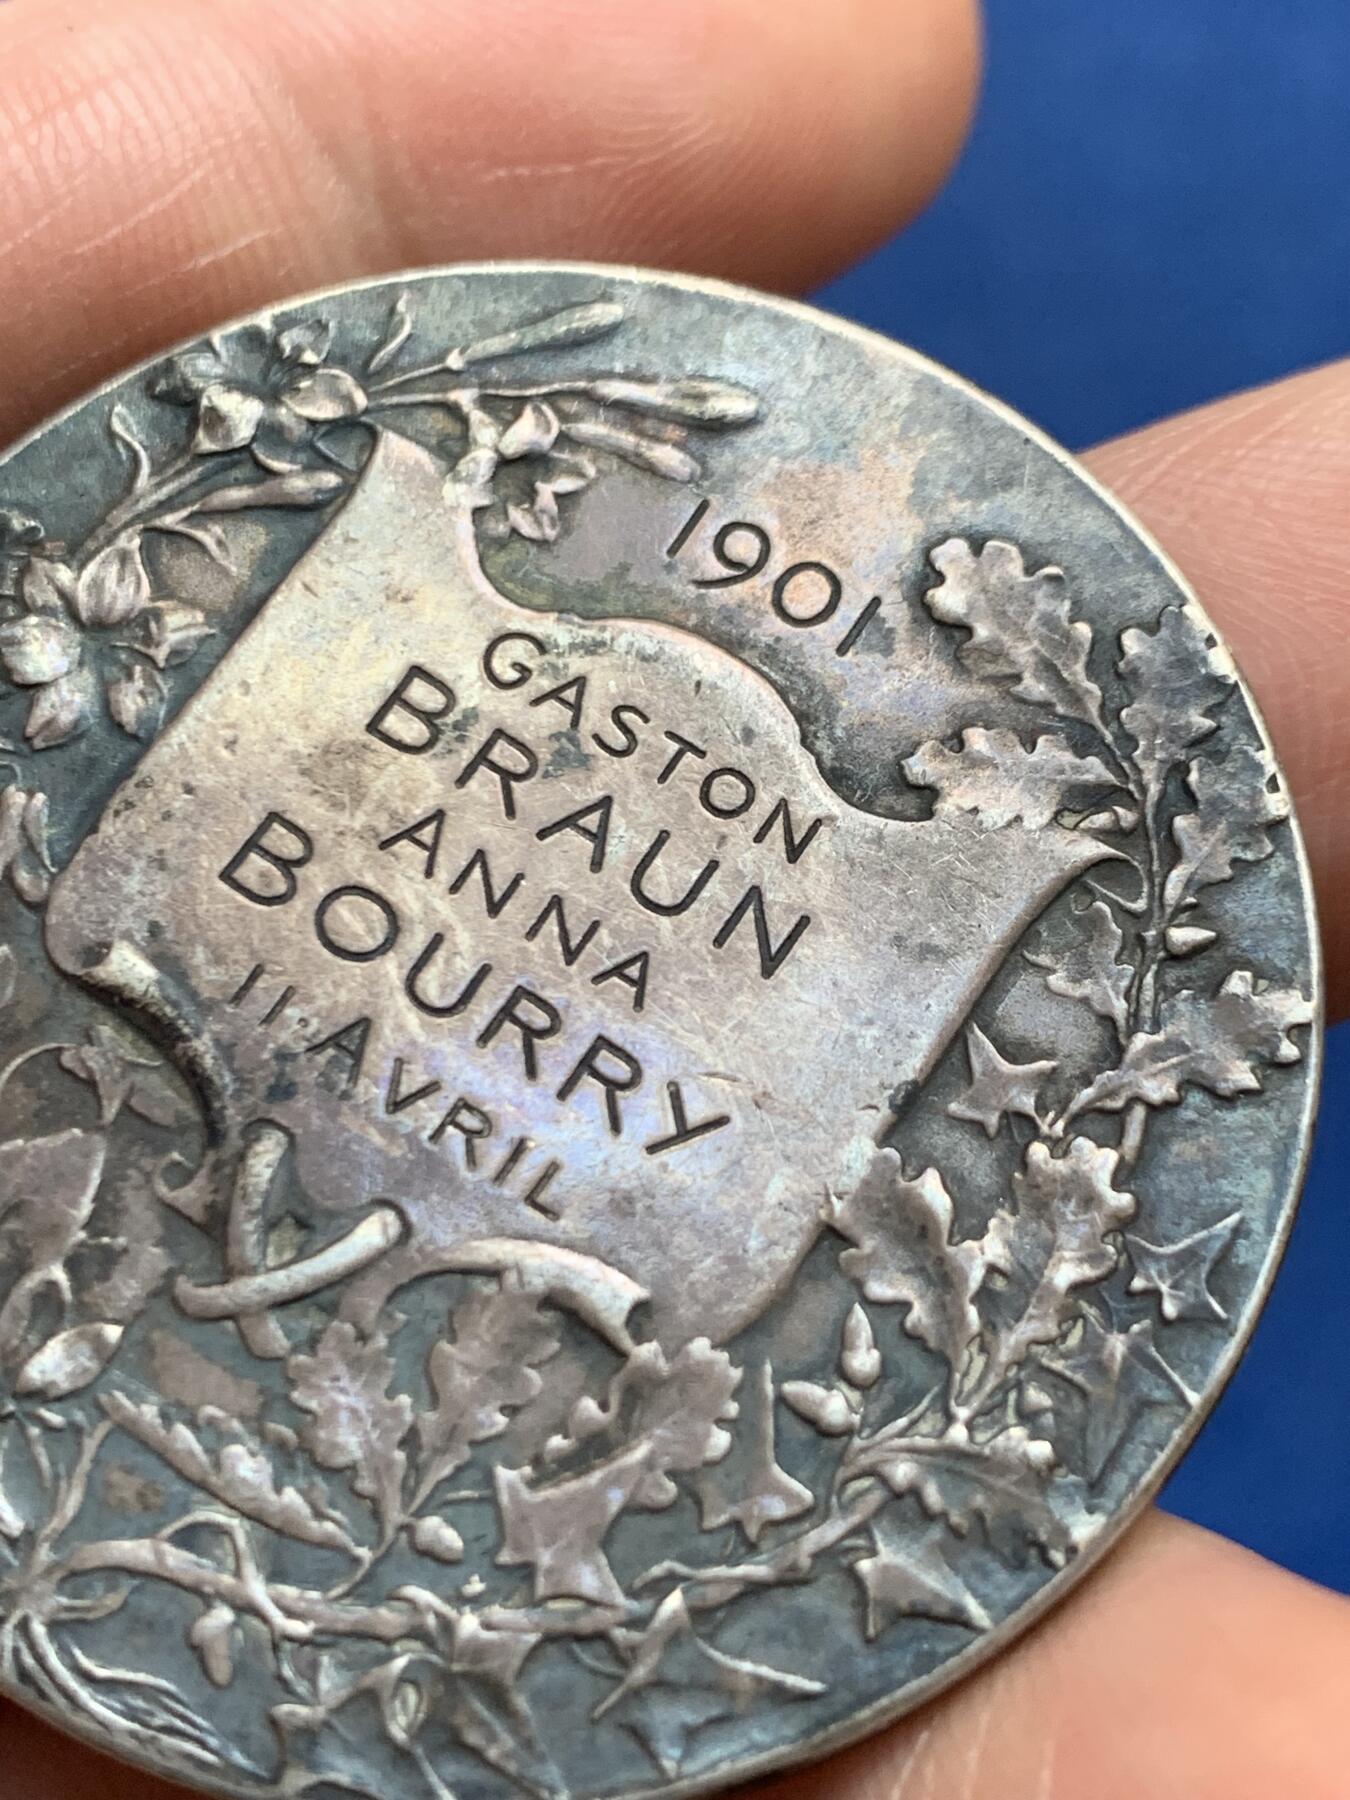 1901
GASTON
BRAUN
ANNA
BOURRY
11 AVRIL